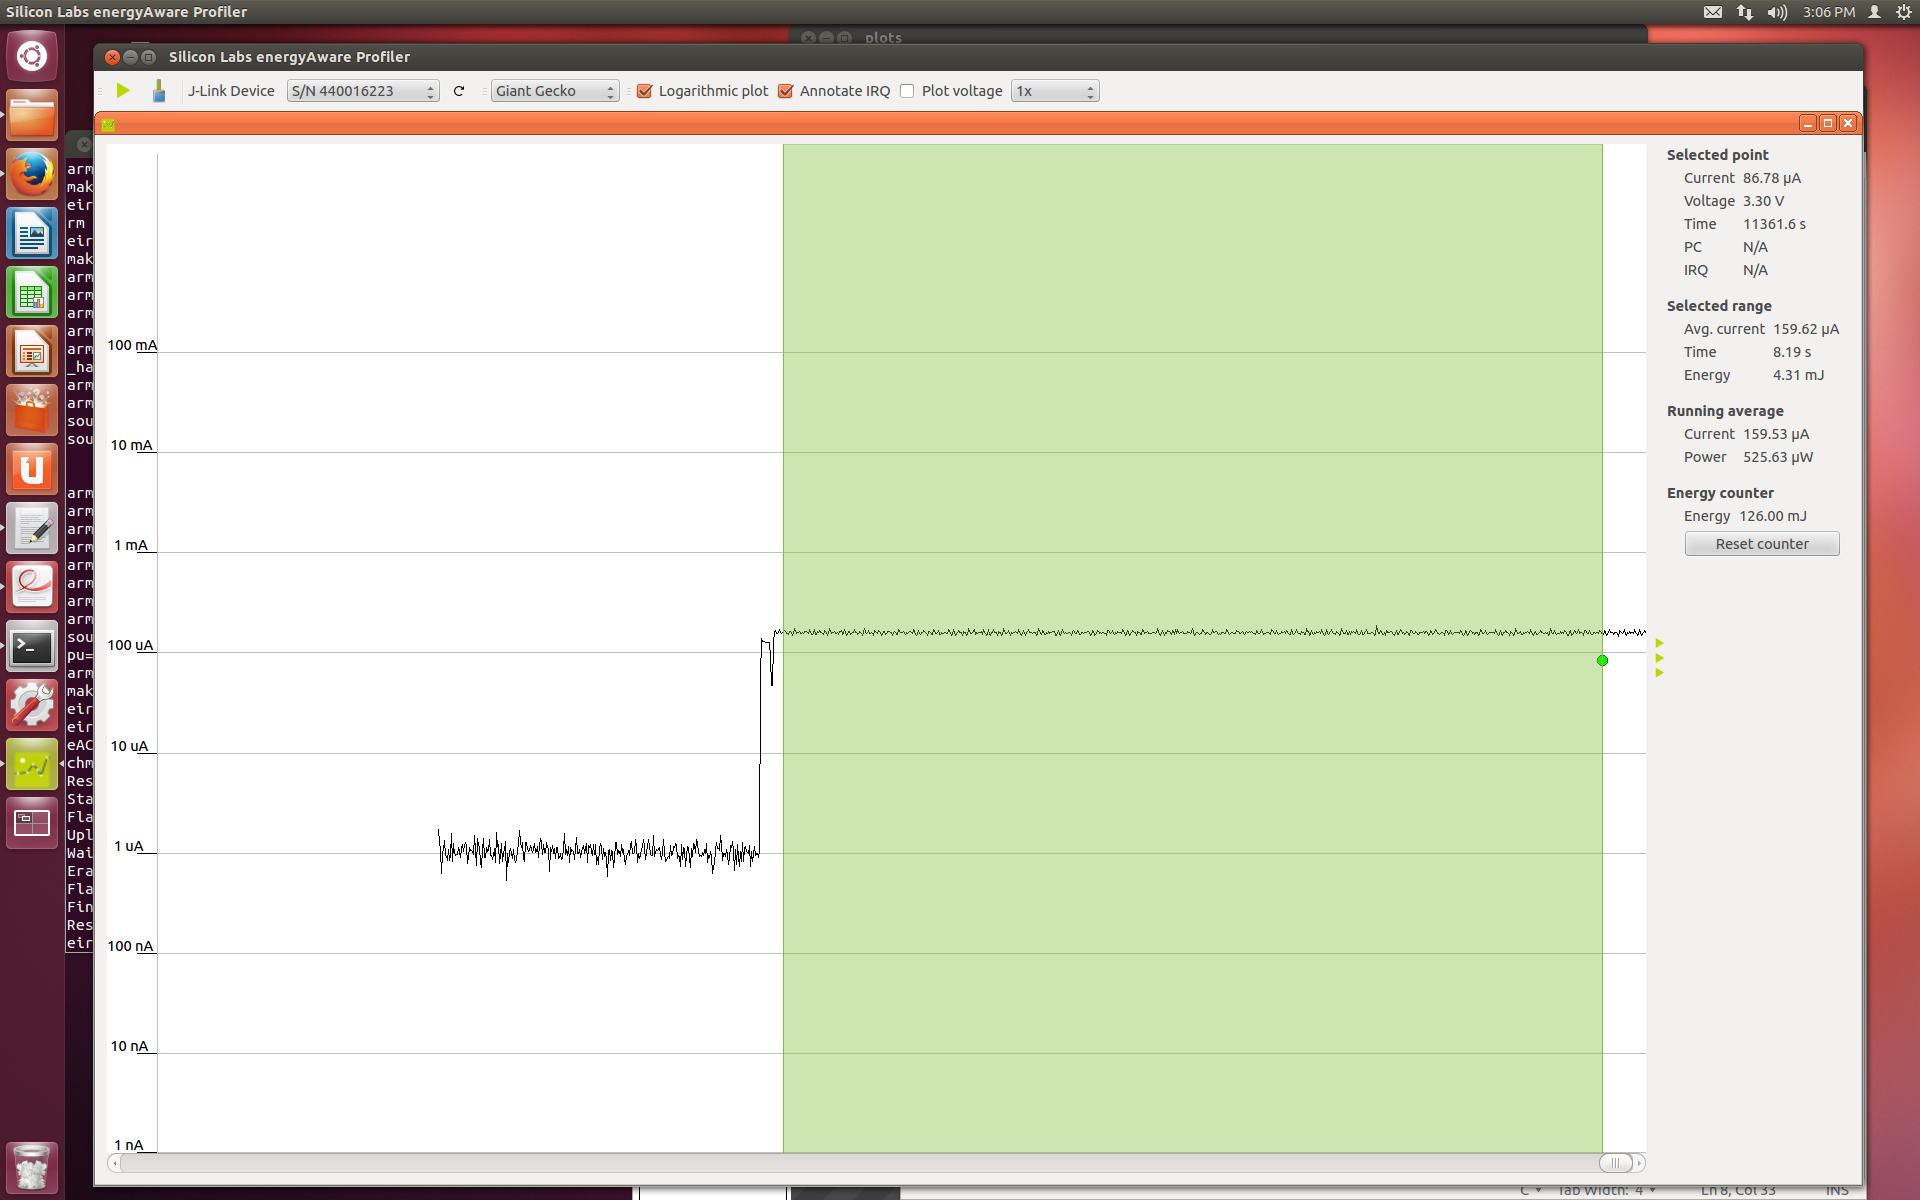 Silicon Labs energyAware Profiler
3:06 PM
plots
Silicon Labs energyAware Profiler
J-Link Device S/N 440016223 Giant Gecko Logarithmic plot Annotate IRQ Plot voltage 1x
arm
mak
eir
rm
eir
mak
arm
arm
arm
arm
arm
_ha
arm
arm
sou
sou
arm
arm
arm
arm
arm
arm
arm
arm
sou
pu=
arm
mak
eir
eir
eAC
chm
Res
Sta
Fla
Upl
Wai
Era
Fla
Fin
Res
eir
100 mA
10 mA
1 mA
100 uA
10 uA
1 uA
100 nA
10 nA
1 nA
Selected point
Current 86.78 µA
Voltage 3.30 V
Time 11361.6 s
PC N/A
IRQ N/A
Selected range
Avg. current 159.62 µA
Time 8.19 s
Energy 4.31 mJ
Running average
Current 159.53 µA
Power 525.63 µW
Energy counter
Energy 126.00 mJ
Reset counter
C Tab Width: 4 Ln 8, Col 33 INS